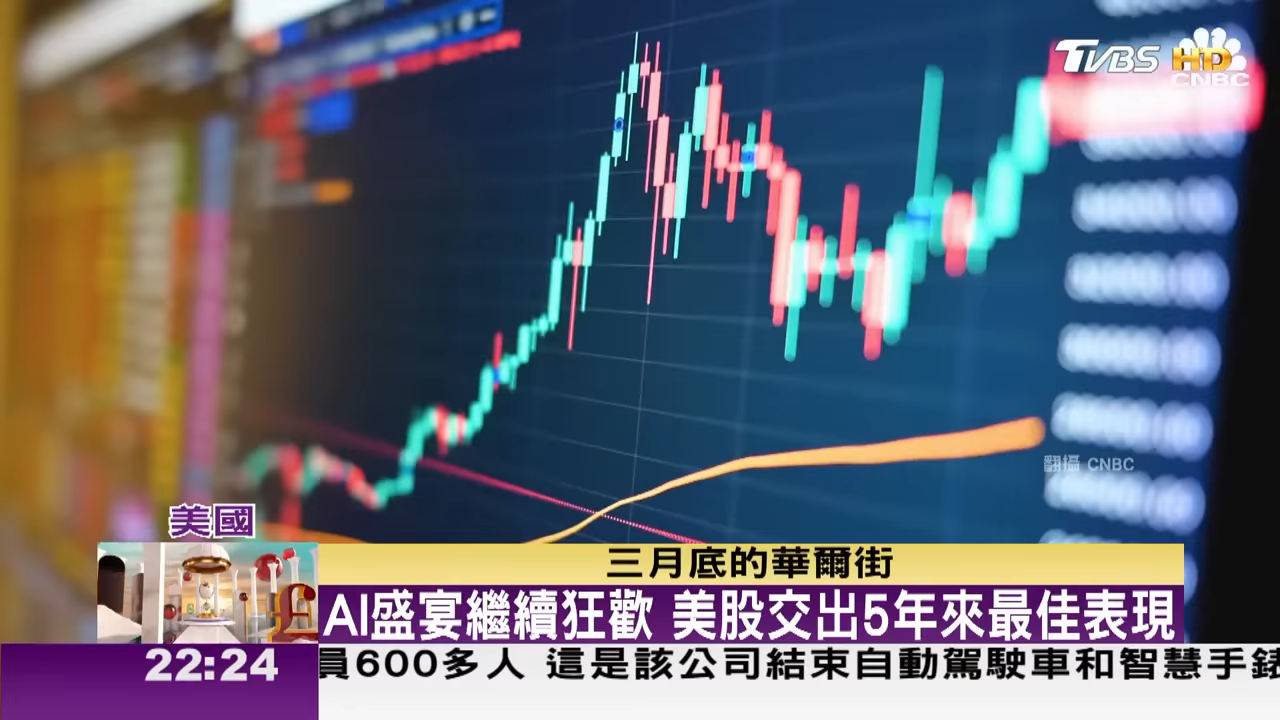 TVBS HD
CNBC
翻攝 CNBC
美國
三月底的華爾街
AI盛宴繼續狂歡 美股交出5年來最佳表現
22:24
員600多人 這是該公司結束自動駕駛車和智慧手錶